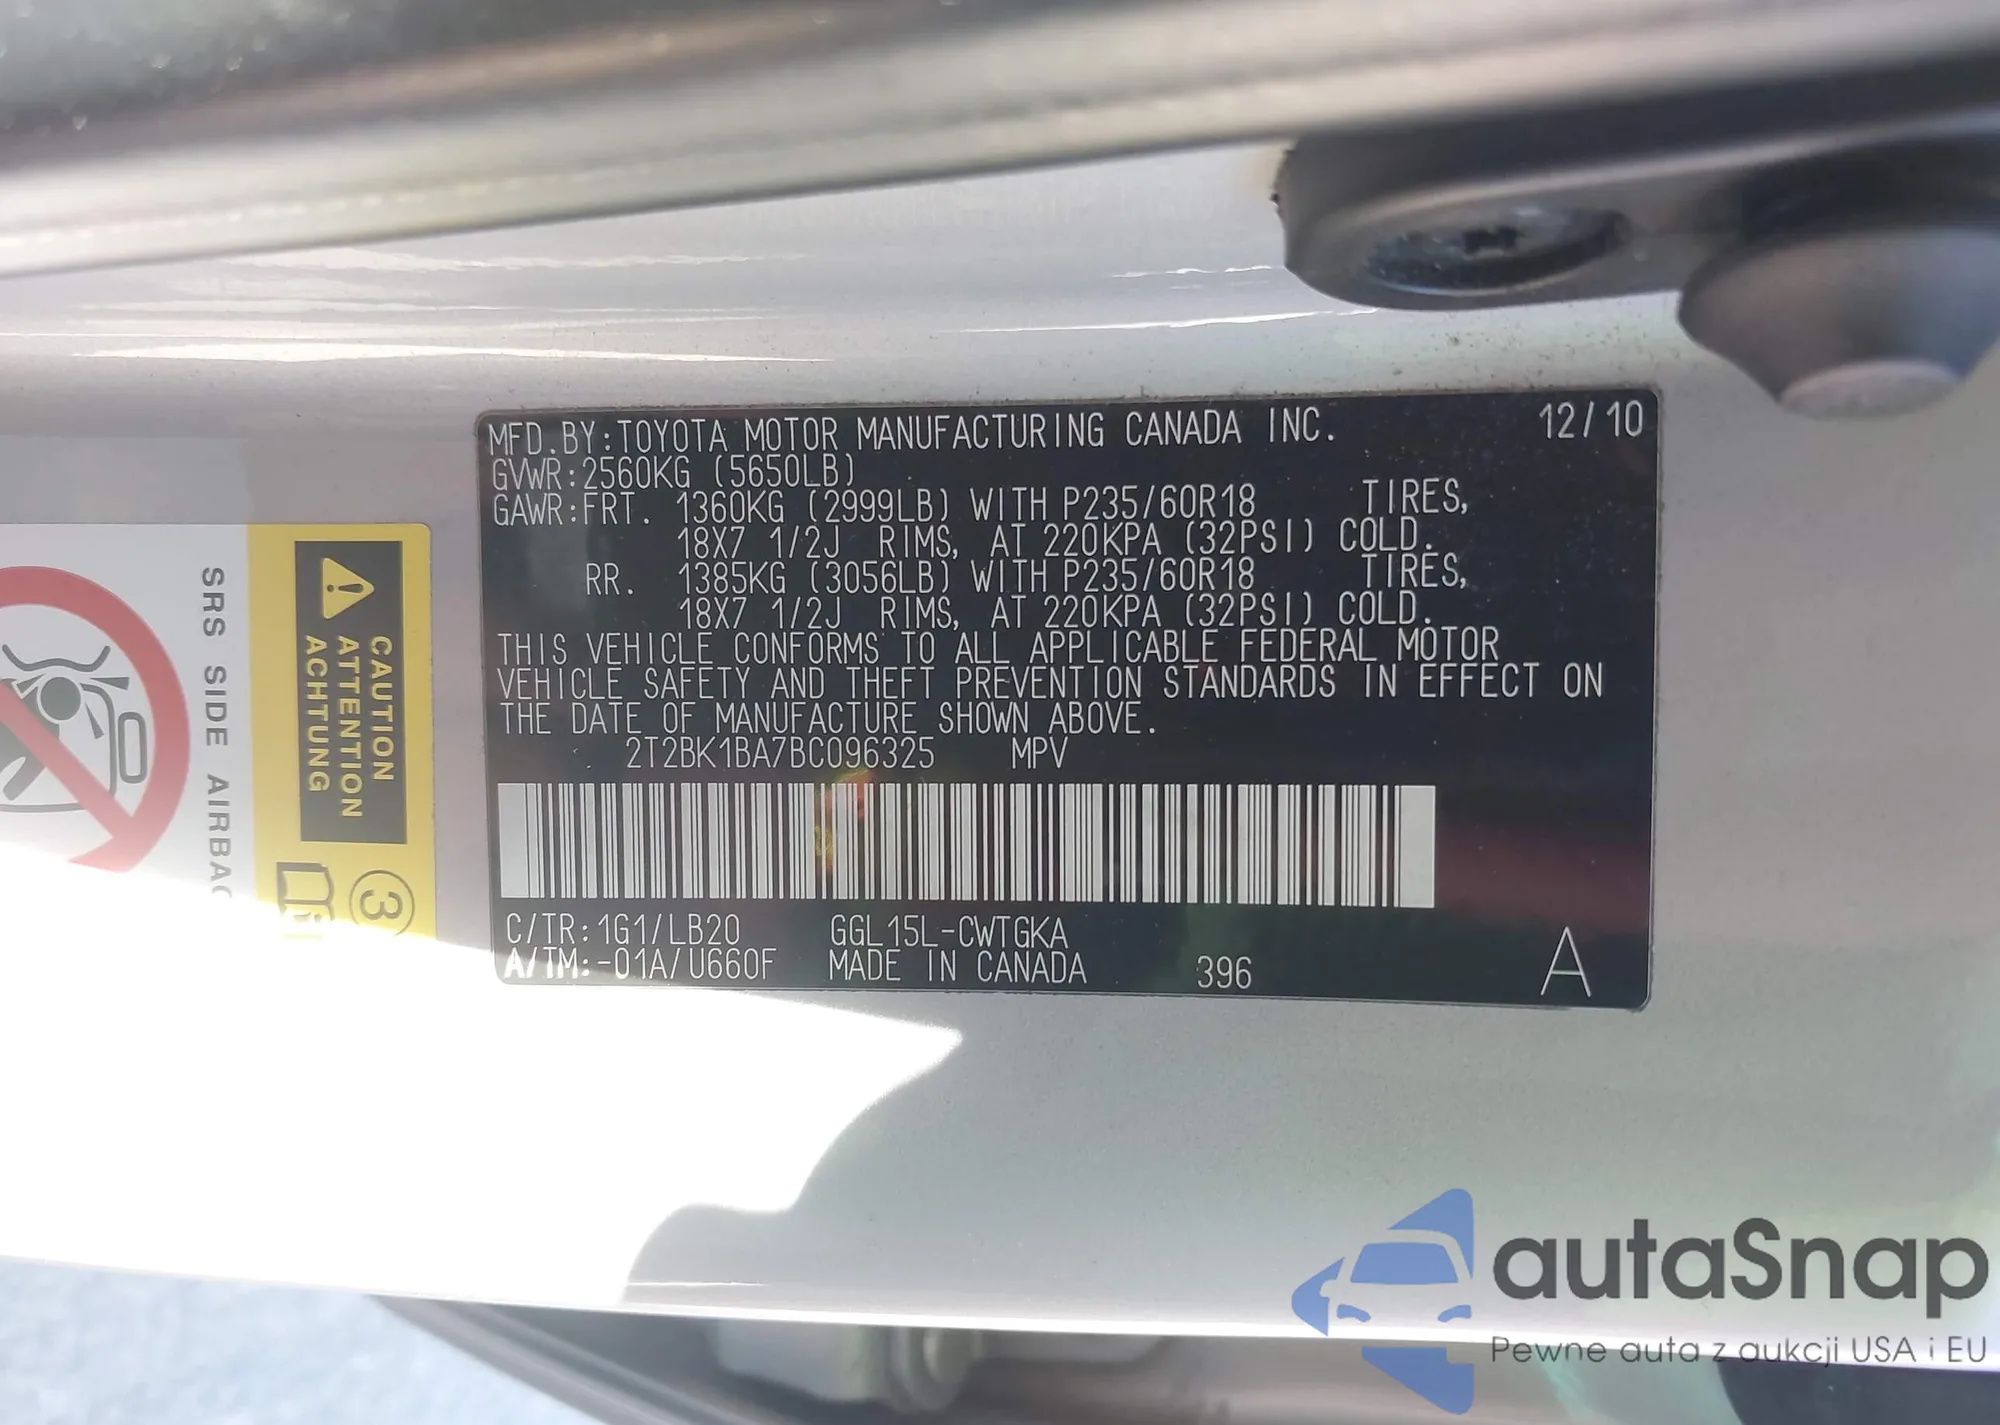 MFD.BY:TOYOTA MOTOR MANUFACTURING CANADA INC. 12/10
GVWR:2560KG (5650LB)
GAWR:FRT. 1360KG (2999LB) WITH P235/60R18 TIRES,
18X7 1/2J RIMS, AT 220KPA (32PSI) COLD.
RR. 1385KG (3056LB) WITH P235/60R18 TIRES,
18X7 1/2J RIMS, AT 220KPA (32PSI) COLD.
THIS VEHICLE CONFORMS TO ALL APPLICABLE FEDERAL MOTOR
VEHICLE SAFETY AND THEFT PREVENTION STANDARDS IN EFFECT ON
THE DATE OF MANUFACTURE SHOWN ABOVE.
2T2BK1BA7BC096325 MPV
C/TR:1G1/LB20 GGL15L-CWTGKA
A/TM:-01A/U660F MADE IN CANADA 396 A
CAUTION
ATTENTION
ACHTUNG
3
SRS SIDE AIRBAG
autaSnap
Pewne auta z aukcji USA i EU